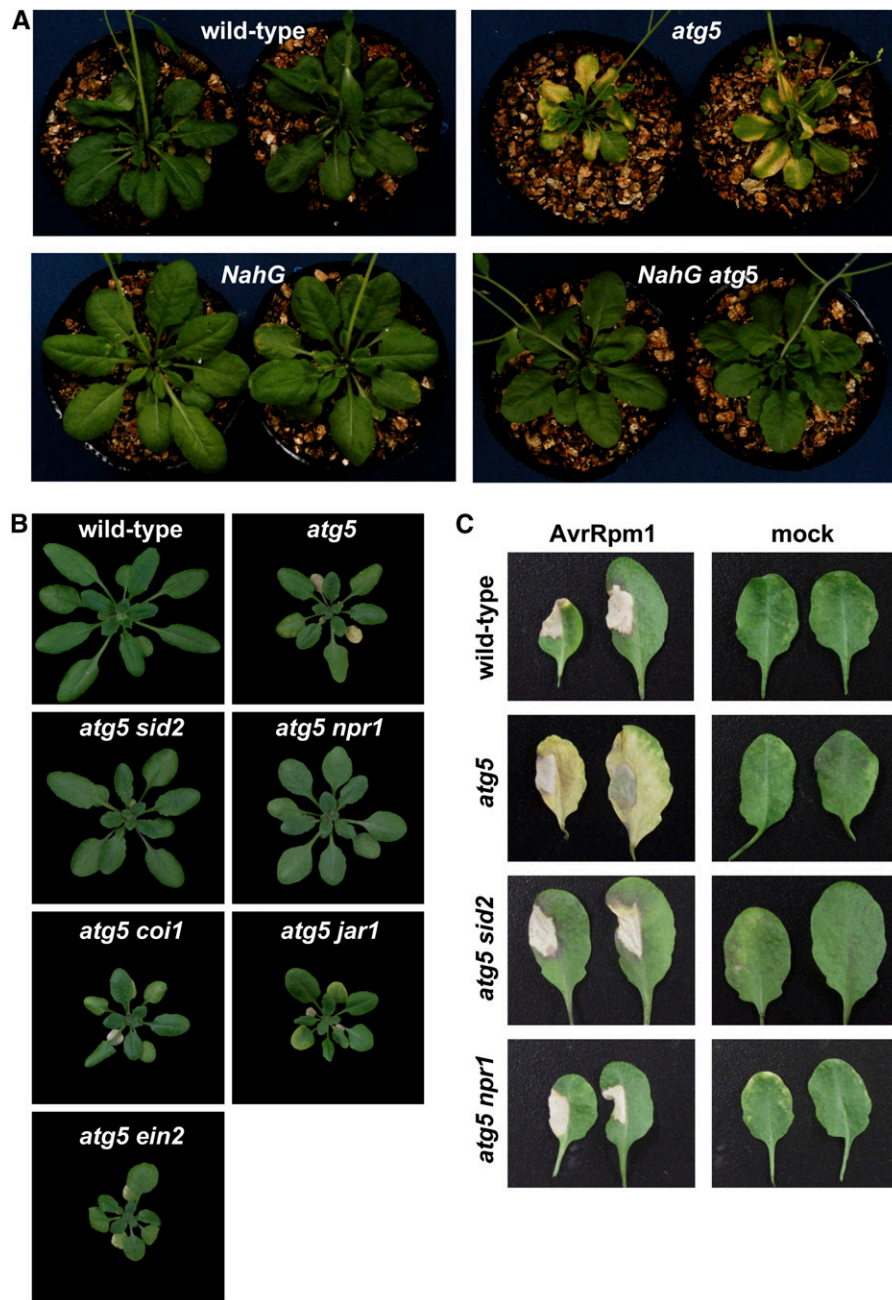 A
wild-type
atg5
NahG
NahG atg5
B
wild-type
atg5
atg5 sid2
atg5 npr1
atg5 coi1
atg5 jar1
atg5 ein2
C
AvrRpm1
mock
wild-type
atg5
atg5 sid2
atg5 npr1